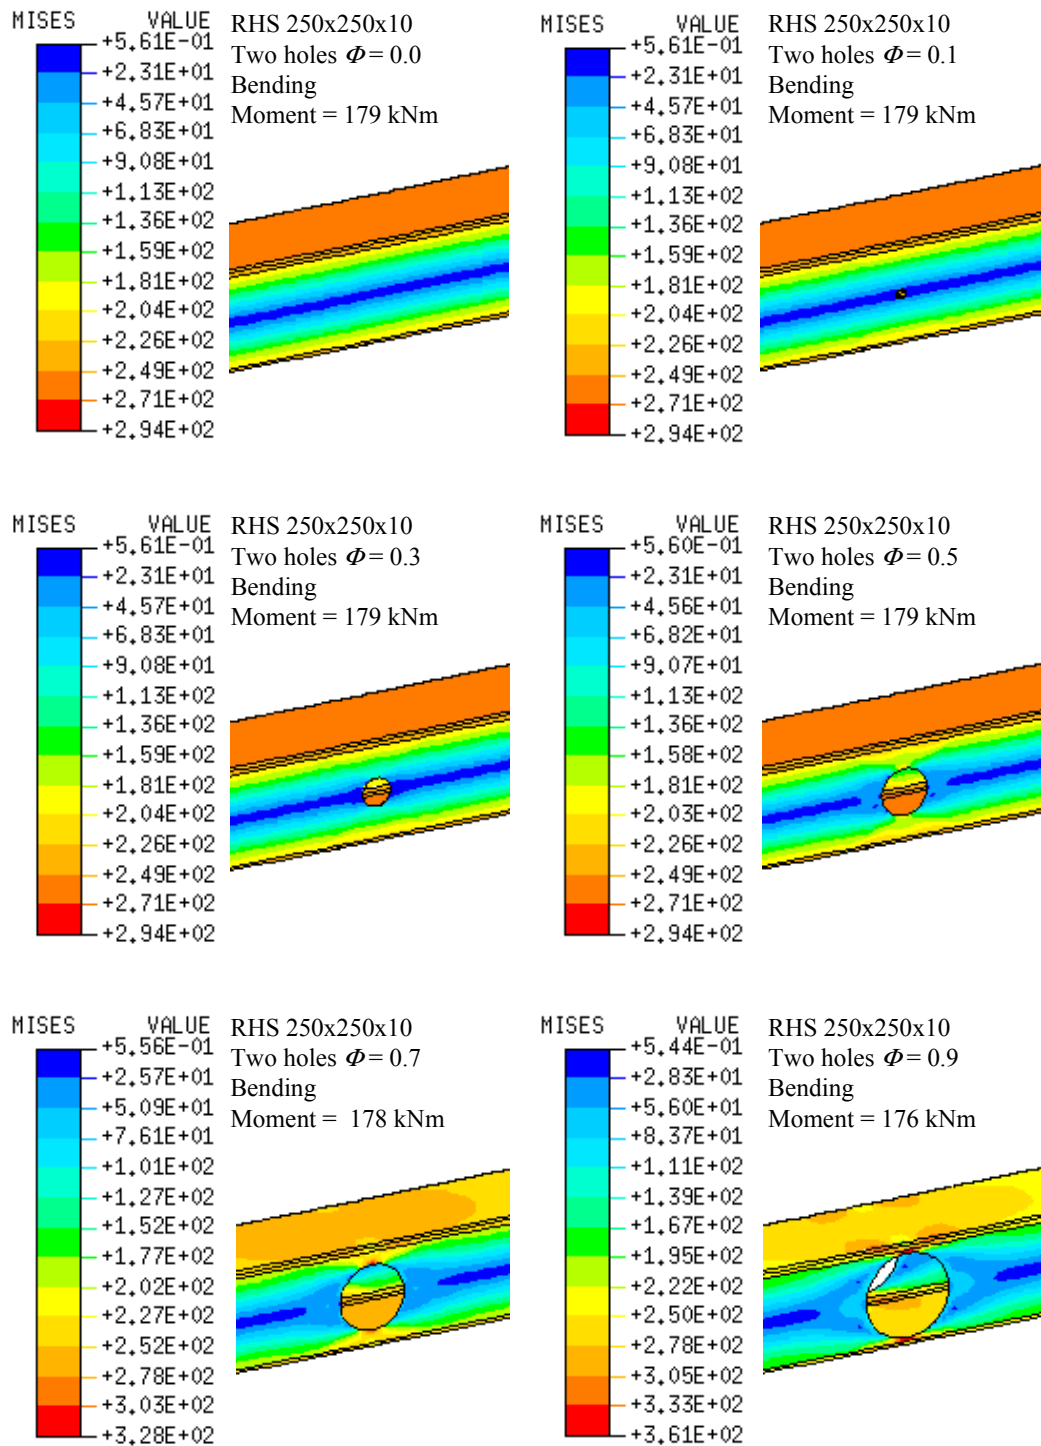 MISES VALUE
+5.61E-01
+2.31E+01
+4.57E+01
+6.83E+01
+9.08E+01
+1.13E+02
+1.36E+02
+1.59E+02
+1.81E+02
+2.04E+02
+2.26E+02
+2.49E+02
+2.71E+02
+2.94E+02
RHS 250x250x10
Two holes Φ = 0.0
Bending
Moment = 179 kNm
MISES VALUE
+5.61E-01
+2.31E+01
+4.57E+01
+6.83E+01
+9.08E+01
+1.13E+02
+1.36E+02
+1.59E+02
+1.81E+02
+2.04E+02
+2.26E+02
+2.49E+02
+2.71E+02
+2.94E+02
RHS 250x250x10
Two holes Φ = 0.1
Bending
Moment = 179 kNm
MISES VALUE
+5.61E-01
+2.31E+01
+4.57E+01
+6.83E+01
+9.08E+01
+1.13E+02
+1.36E+02
+1.59E+02
+1.81E+02
+2.04E+02
+2.26E+02
+2.49E+02
+2.71E+02
+2.94E+02
RHS 250x250x10
Two holes Φ = 0.3
Bending
Moment = 179 kNm
MISES VALUE
+5.60E-01
+2.31E+01
+4.56E+01
+6.82E+01
+9.07E+01
+1.13E+02
+1.36E+02
+1.58E+02
+1.81E+02
+2.03E+02
+2.26E+02
+2.49E+02
+2.71E+02
+2.94E+02
RHS 250x250x10
Two holes Φ = 0.5
Bending
Moment = 179 kNm
MISES VALUE
+5.56E-01
+2.57E+01
+5.09E+01
+7.61E+01
+1.01E+02
+1.27E+02
+1.52E+02
+1.77E+02
+2.02E+02
+2.27E+02
+2.52E+02
+2.78E+02
+3.03E+02
+3.28E+02
RHS 250x250x10
Two holes Φ = 0.7
Bending
Moment = 178 kNm
MISES VALUE
+5.44E-01
+2.83E+01
+5.60E+01
+8.37E+01
+1.11E+02
+1.39E+02
+1.67E+02
+1.95E+02
+2.22E+02
+2.50E+02
+2.78E+02
+3.05E+02
+3.33E+02
+3.61E+02
RHS 250x250x10
Two holes Φ = 0.9
Bending
Moment = 176 kNm